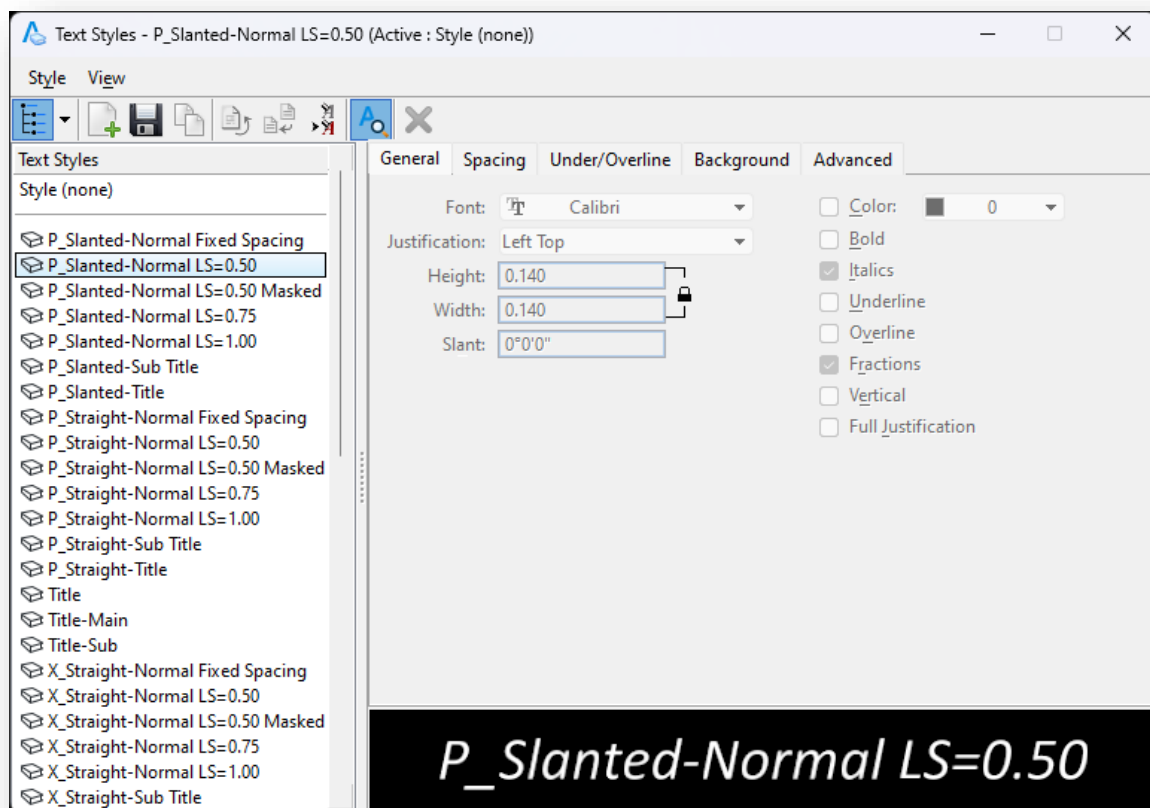 Text Styles - P_Slanted-Normal LS=0.50 (Active : Style (none))
Style View
Text Styles
Style (none)
P_Slanted-Normal Fixed Spacing
P_Slanted-Normal LS=0.50
P_Slanted-Normal LS=0.50 Masked
P_Slanted-Normal LS=0.75
P_Slanted-Normal LS=1.00
P_Slanted-Sub Title
P_Slanted-Title
P_Straight-Normal Fixed Spacing
P_Straight-Normal LS=0.50
P_Straight-Normal LS=0.50 Masked
P_Straight-Normal LS=0.75
P_Straight-Normal LS=1.00
P_Straight-Sub Title
P_Straight-Title
Title
Title-Main
Title-Sub
X_Straight-Normal Fixed Spacing
X_Straight-Normal LS=0.50
X_Straight-Normal LS=0.50 Masked
X_Straight-Normal LS=0.75
X_Straight-Normal LS=1.00
X_Straight-Sub Title
General Spacing Under/Overline Background Advanced
Font: Calibri
Justification: Left Top
Height: 0.140
Width: 0.140
Slant: 0°0'0"
Color: 0
Bold
Italics
Underline
Overline
Fractions
Vertical
Full Justification
P_Slanted-Normal LS=0.50